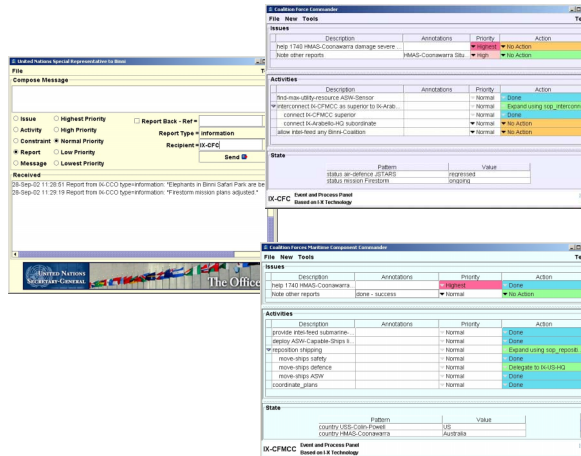 United Nations Special Representative to Binni
File
Compose Message
Issue
Highest Priority
Report Back - Ref =
Activity
High Priority
Report Type = information
Constraint
Normal Priority
Recipient = IX-CFC
Report
Low Priority
Send
Message
Lowest Priority
Received
28-Sep-02 11:28:51 Report from IX-CCO type=information: "Elephants in Binni Safari Park are be
28-Sep-02 11:29:19 Report from IX-CCO type=information: "Firestorm mission plans adjusted."
UNITED NATIONS
SECRETARY-GENERAL
The Office
Coalition Force Commander
File New Tools
Issues
Description Annotations Priority Action
help 1740 HMAS-Coonawarra damage severe ... Highest No Action
Note other reports HMAS-Coonawarra Situ High No Action
Activities
Description Annotations Priority Action
find-max-utility-resource ASW-Sensor Normal Done
interconnect IX-CFMCC as superior to IX-Arab... Normal Expand using sop_interconn
connect IX-CFMCC superior Normal Done
connect IX-Arabello-HQ subordinate Normal No Action
allow intel-feed any Binni-Coalition Normal No Action
State
Pattern Value
status air-defence JSTARS regressed
status mission Firestorm ongoing
IX-CFC Event and Process Panel
Based on I-X Technology
Coalition Forces Maritime Component Commander
File New Tools
Issues
Description Annotations Priority Action
help 1740 HMAS-Coonawarra... Highest Done
Note other reports done - success Normal No Action
Activities
Description Annotations Priority Action
provide intel-feed submarine-... Normal Done
deploy ASW-Capable-Ships li... Normal Done
reposition shipping Normal Expand using sop_repositi
move-ships safety Normal Done
move-ships defence Normal Delegate to IX-US-HQ
move-ships ASW Normal Done
coordinate_plans Normal Done
State
Pattern Value
country USS-Colin-Powell US
country HMAS-Coonawarra Australia
IX-CFMCC Event and Process Panel
Based on I-X Technology